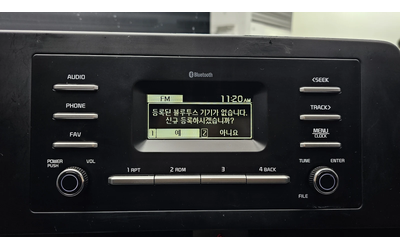 Bluetooth
AUDIO
<SEEK
FM 11:20AM
등록된 블루투스 기기가 없습니다.
신규 등록하시겠습니까?
1 예 2 아니요
PHONE
TRACK>
FAV
MENU
CLOCK
POWER
PUSH
VOL
TUNE
ENTER
1 RPT
2 RDM
3
4 BACK
FILE